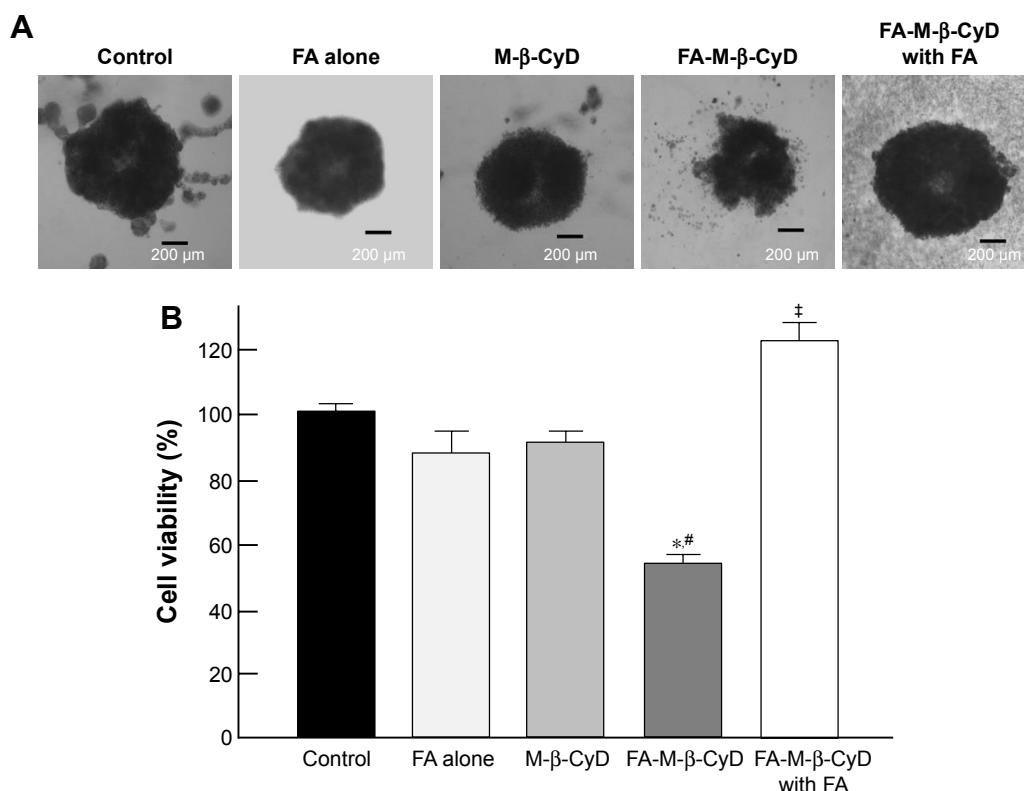 A
Control
FA alone
M-β-CyD
FA-M-β-CyD
FA-M-β-CyD
with FA
200 µm
200 µm
200 µm
200 µm
200 µm
B
Cell viability (%)
120
100
80
60
40
20
0
*,#
‡
Control
FA alone
M-β-CyD
FA-M-β-CyD
FA-M-β-CyD
with FA